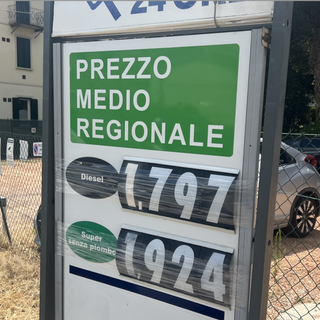 PREZZO
MEDIO
REGIONALE
Diesel
1,797
Super
senza piombo
1,924